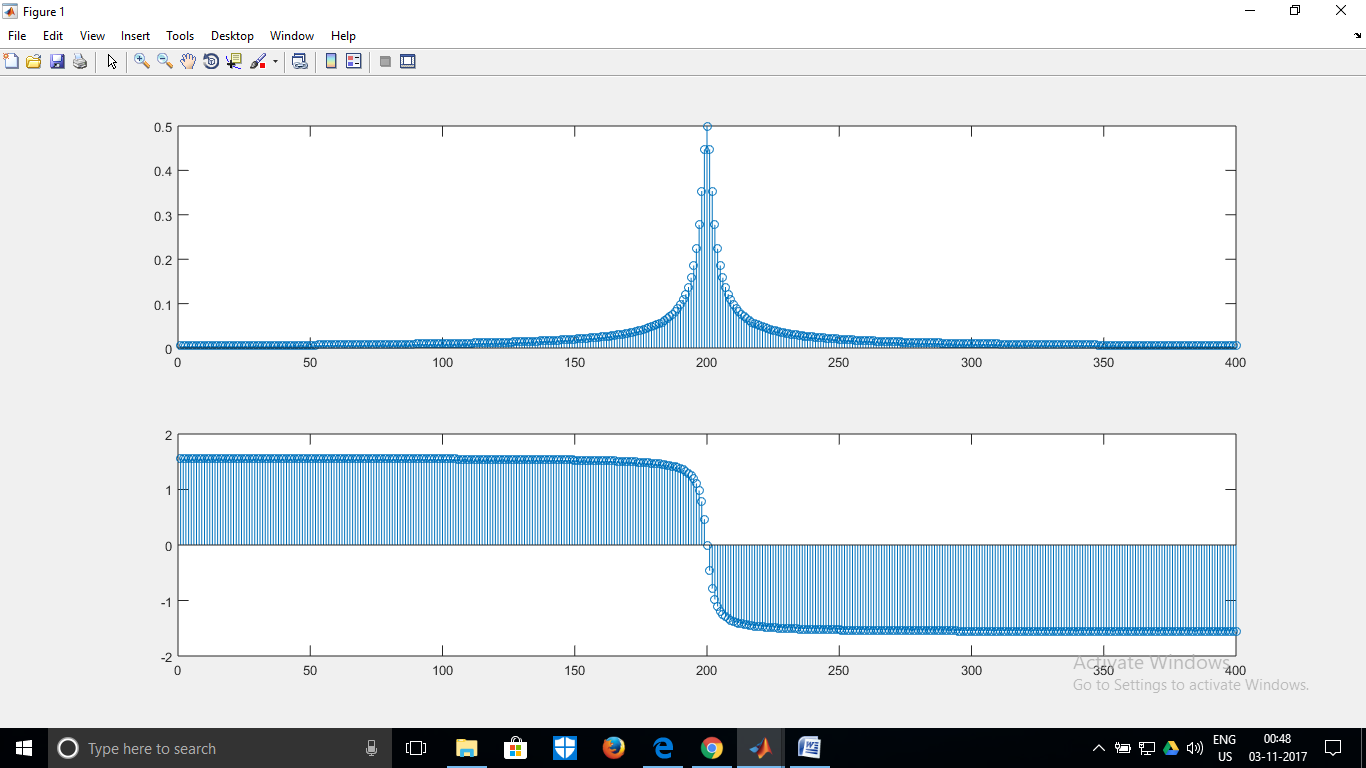 Figure 1
File Edit View Insert Tools Desktop Window Help
0.5
0.4
0.3
0.2
0.1
0
0 50 100 150 200 250 300 350 400
2
1
0
-1
-2
0 50 100 150 200 250 300 350 400
Activate Windows
Go to Settings to activate Windows.
Type here to search
ENG
US
00:48
03-11-2017